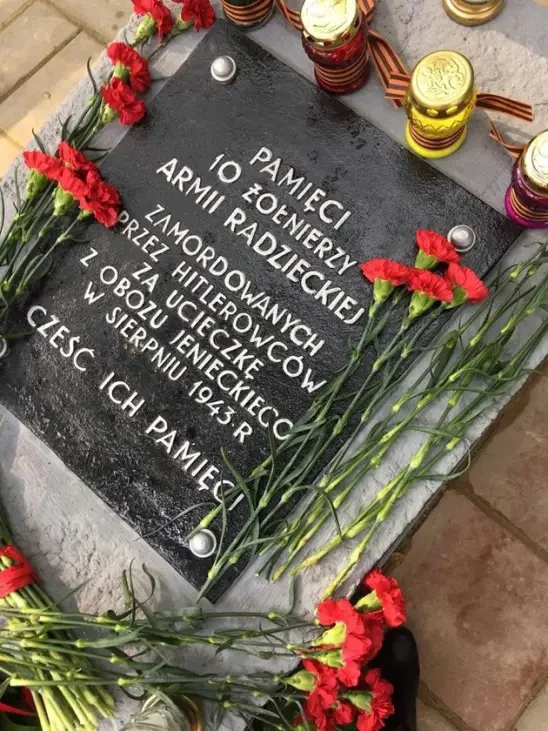 PAMIĘCI
10 ŻOŁNIERZY
ARMII RADZIECKIEJ
ZAMORDOWANYCH
PRZEZ HITLEROWCÓW
ZA UCIECZKĘ
Z OBOZU JENIECKIEGO
W SIERPNIU 1943 R
CZEŚĆ ICH PAMIĘCI